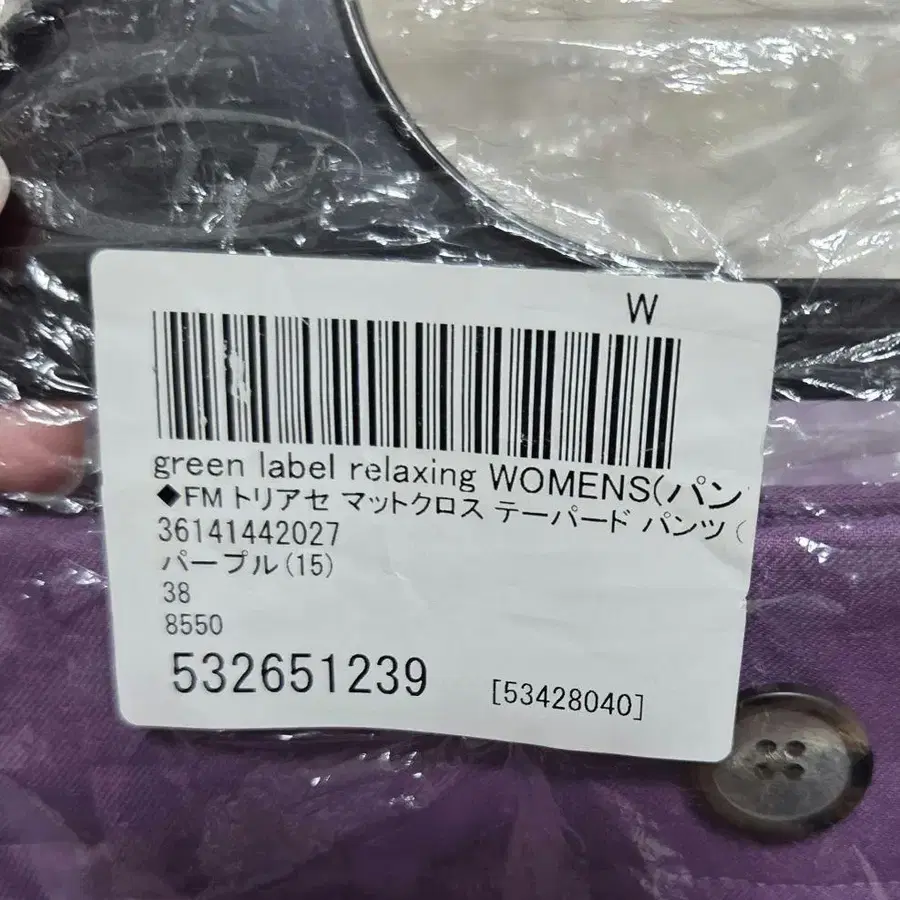 W
green label relaxing WOMENS(パン
◆FM トリアセ マットクロス テーパード パンツ (
36141442027
パープル(15)
38
8550
532651239
[53428040]